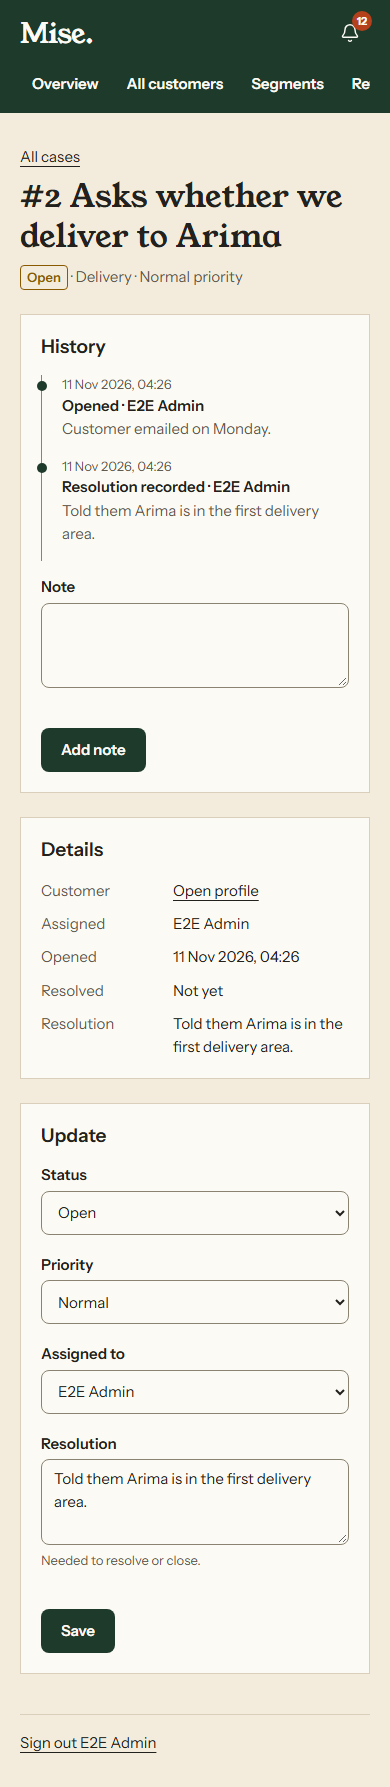 Mise.
12
Overview All customers Segments Re
All cases
#2 Asks whether we
deliver to Arima
Open · Delivery · Normal priority
History
11 Nov 2026, 04:26
Opened · E2E Admin
Customer emailed on Monday.
11 Nov 2026, 04:26
Resolution recorded · E2E Admin
Told them Arima is in the first delivery
area.
Note
Add note
Details
Customer Open profile
Assigned E2E Admin
Opened 11 Nov 2026, 04:26
Resolved Not yet
Resolution Told them Arima is in the
first delivery area.
Update
Status
Open
Priority
Normal
Assigned to
E2E Admin
Resolution
Told them Arima is in the first delivery
area.
Needed to resolve or close.
Save
Sign out E2E Admin